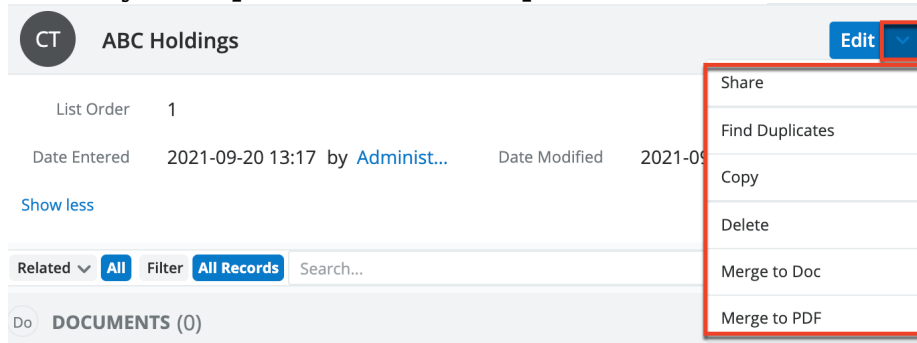 CT ABC Holdings Edit
Share
List Order 1
Find Duplicates
Date Entered 2021-09-20 13:17 by Administ... Date Modified
Copy
Show less
Delete
Related All Filter All Records Search...
Merge to Doc
Do DOCUMENTS (0)
Merge to PDF